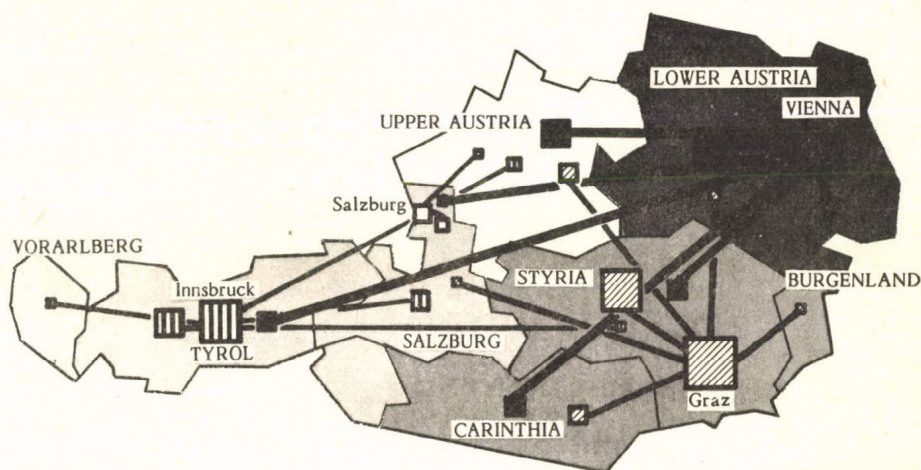 LOWER AUSTRIA
VIENNA
UPPER AUSTRIA
Salzburg
VORARLBERG
Innsbruck
STYRIA
BURGENLAND
TYROL
SALZBURG
Graz
CARINTHIA